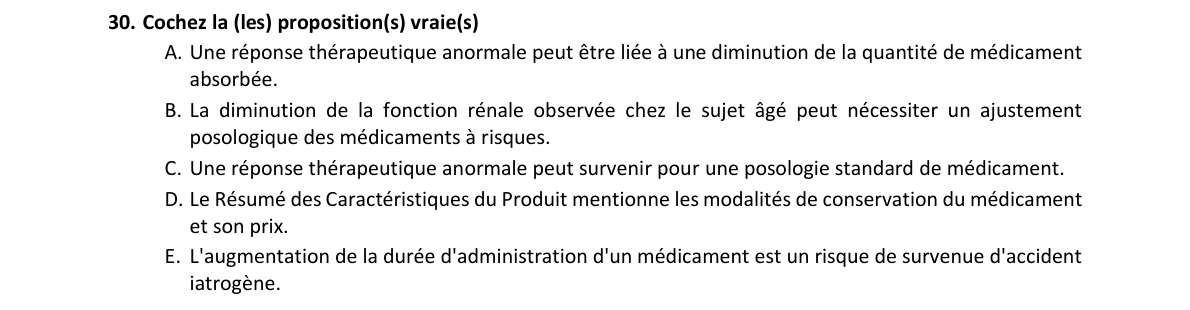 30. Cochez la (les) proposition(s) vraie(s)
A. Une réponse thérapeutique anormale peut être liée à une diminution de la quantité de médicament
absorbée.
B. La diminution de la fonction rénale observée chez le sujet âgé peut nécessiter un ajustement
posologique des médicaments à risques.
C. Une réponse thérapeutique anormale peut survenir pour une posologie standard de médicament.
D. Le Résumé des Caractéristiques du Produit mentionne les modalités de conservation du médicament
et son prix.
E. L'augmentation de la durée d'administration d'un médicament est un risque de survenue d'accident
iatrogène.